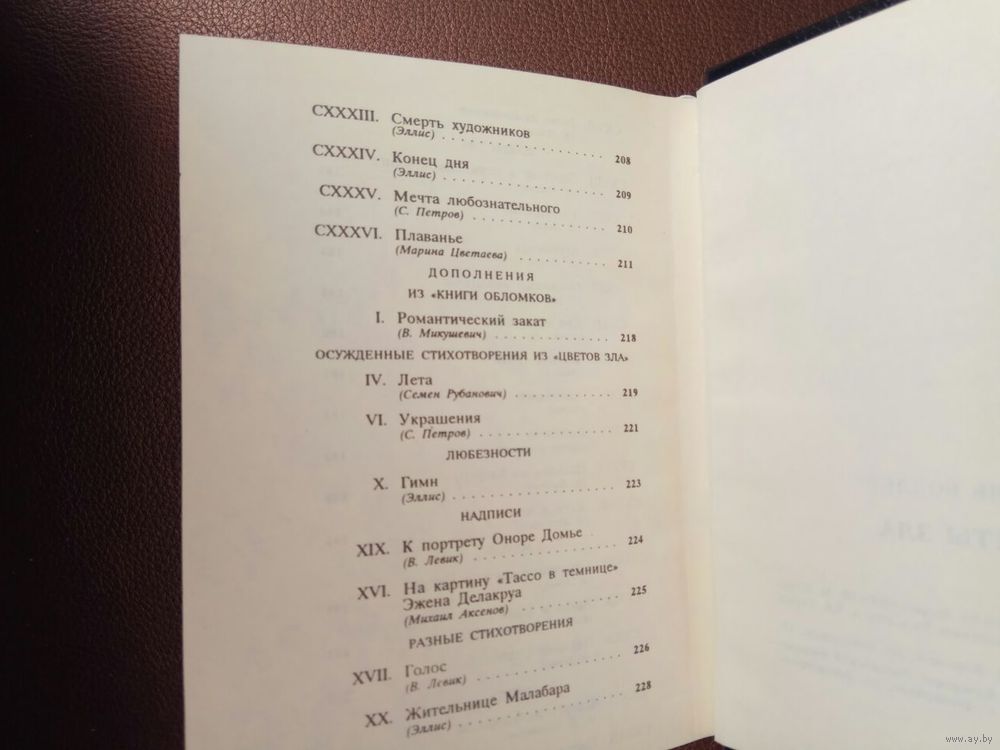 CXXXIII. Смерть художников
(Эллис) . . . . . . . . . . . . . . . . 208
CXXXIV. Конец дня
(Эллис) . . . . . . . . . . . . . . . . 209
CXXXV. Мечта любознательного
(С. Петров) . . . . . . . . . . . . . . 210
CXXXVI. Плаванье
(Марина Цветаева) . . . . . . . . . 211
ДОПОЛНЕНИЯ
ИЗ «КНИГИ ОБЛОМКОВ»
I. Романтический закат
(В. Микушевич) . . . . . . . . . . . 218
ОСУЖДЕННЫЕ СТИХОТВОРЕНИЯ ИЗ «ЦВЕТОВ ЗЛА»
IV. Лета
(Семен Рубанович) . . . . . . . . . 219
VI. Украшения
(С. Петров) . . . . . . . . . . . . . . 221
ЛЮБЕЗНОСТИ
X. Гимн
(Эллис) . . . . . . . . . . . . . . . . 223
НАДПИСИ
XIX. К портрету Оноре Домье
(В. Левик) . . . . . . . . . . . . . . 224
XVI. На картину «Тассо в темнице»
Эжена Делакруа
(Михаил Аксенов) . . . . . . . . . . 225
РАЗНЫЕ СТИХОТВОРЕНИЯ
XVII. Голос
(В. Левик) . . . . . . . . . . . . . . 226
XX. Жительнице Малабара
(Эллис) . . . . . . . . . . . . . . . . 228
www.ay.by